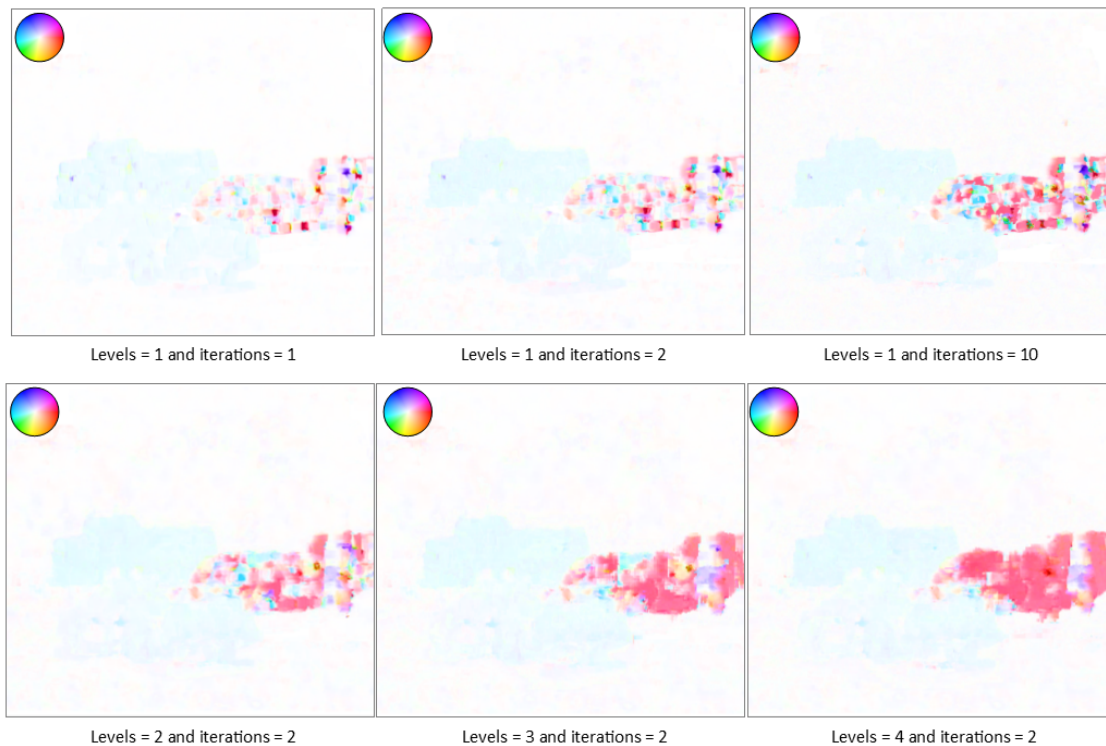 Levels = 1 and iterations = 1
Levels = 1 and iterations = 2
Levels = 1 and iterations = 10
Levels = 2 and iterations = 2
Levels = 3 and iterations = 2
Levels = 4 and iterations = 2